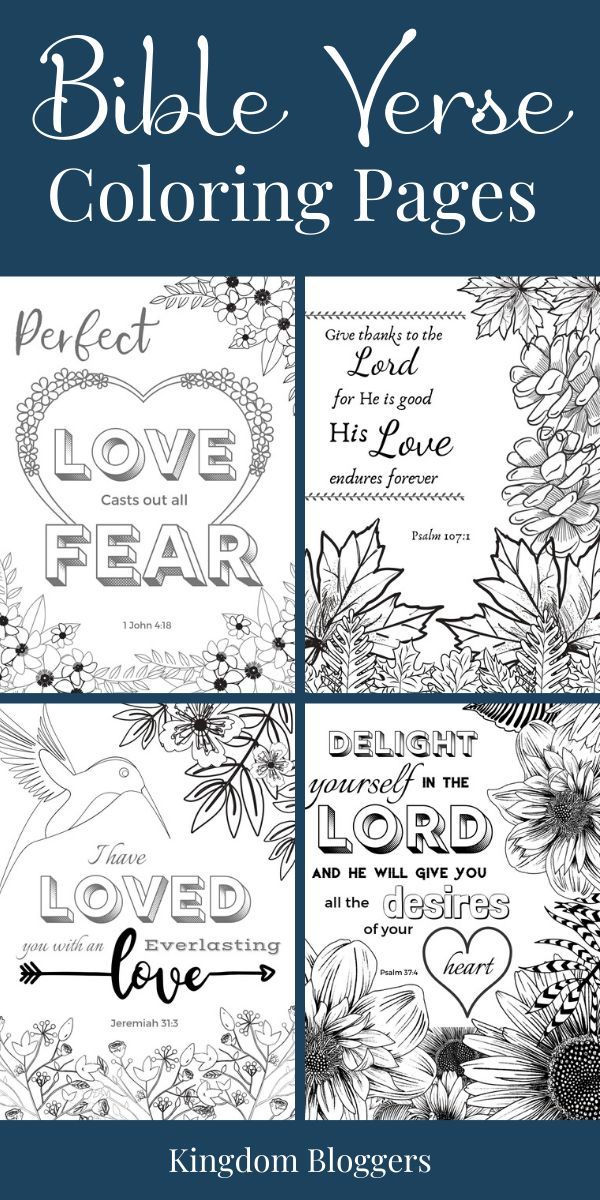 Bible Verse
Coloring Pages
Perfect
LOVE
Casts out all
FEAR
1 John 4:18
Give thanks to the
Lord
for He is good
His Love
endures forever
Psalm 107:1
I have
LOVED
you with an Everlasting
love
Jeremiah 31:3
DELIGHT
yourself IN THE
LORD
AND HE WILL GIVE YOU
all the desires
of your
heart
Psalm 37:4
Kingdom Bloggers